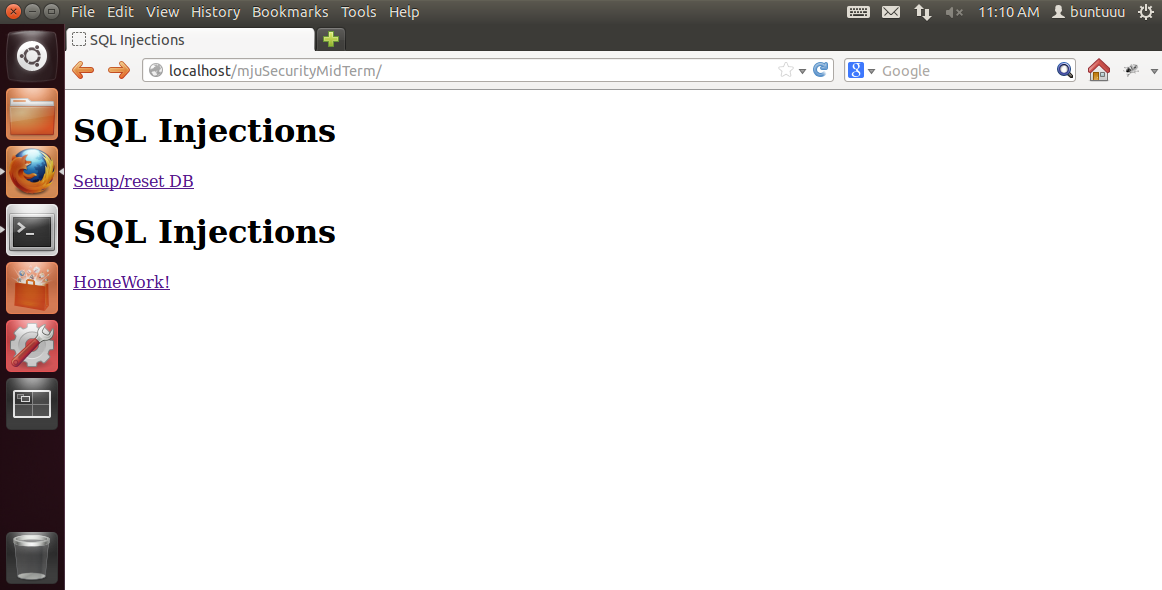 File Edit View History Bookmarks Tools Help 11:10 AM buntuuu
SQL Injections
localhost/mjuSecurityMidTerm/ Google
SQL Injections
Setup/reset DB
SQL Injections
HomeWork!